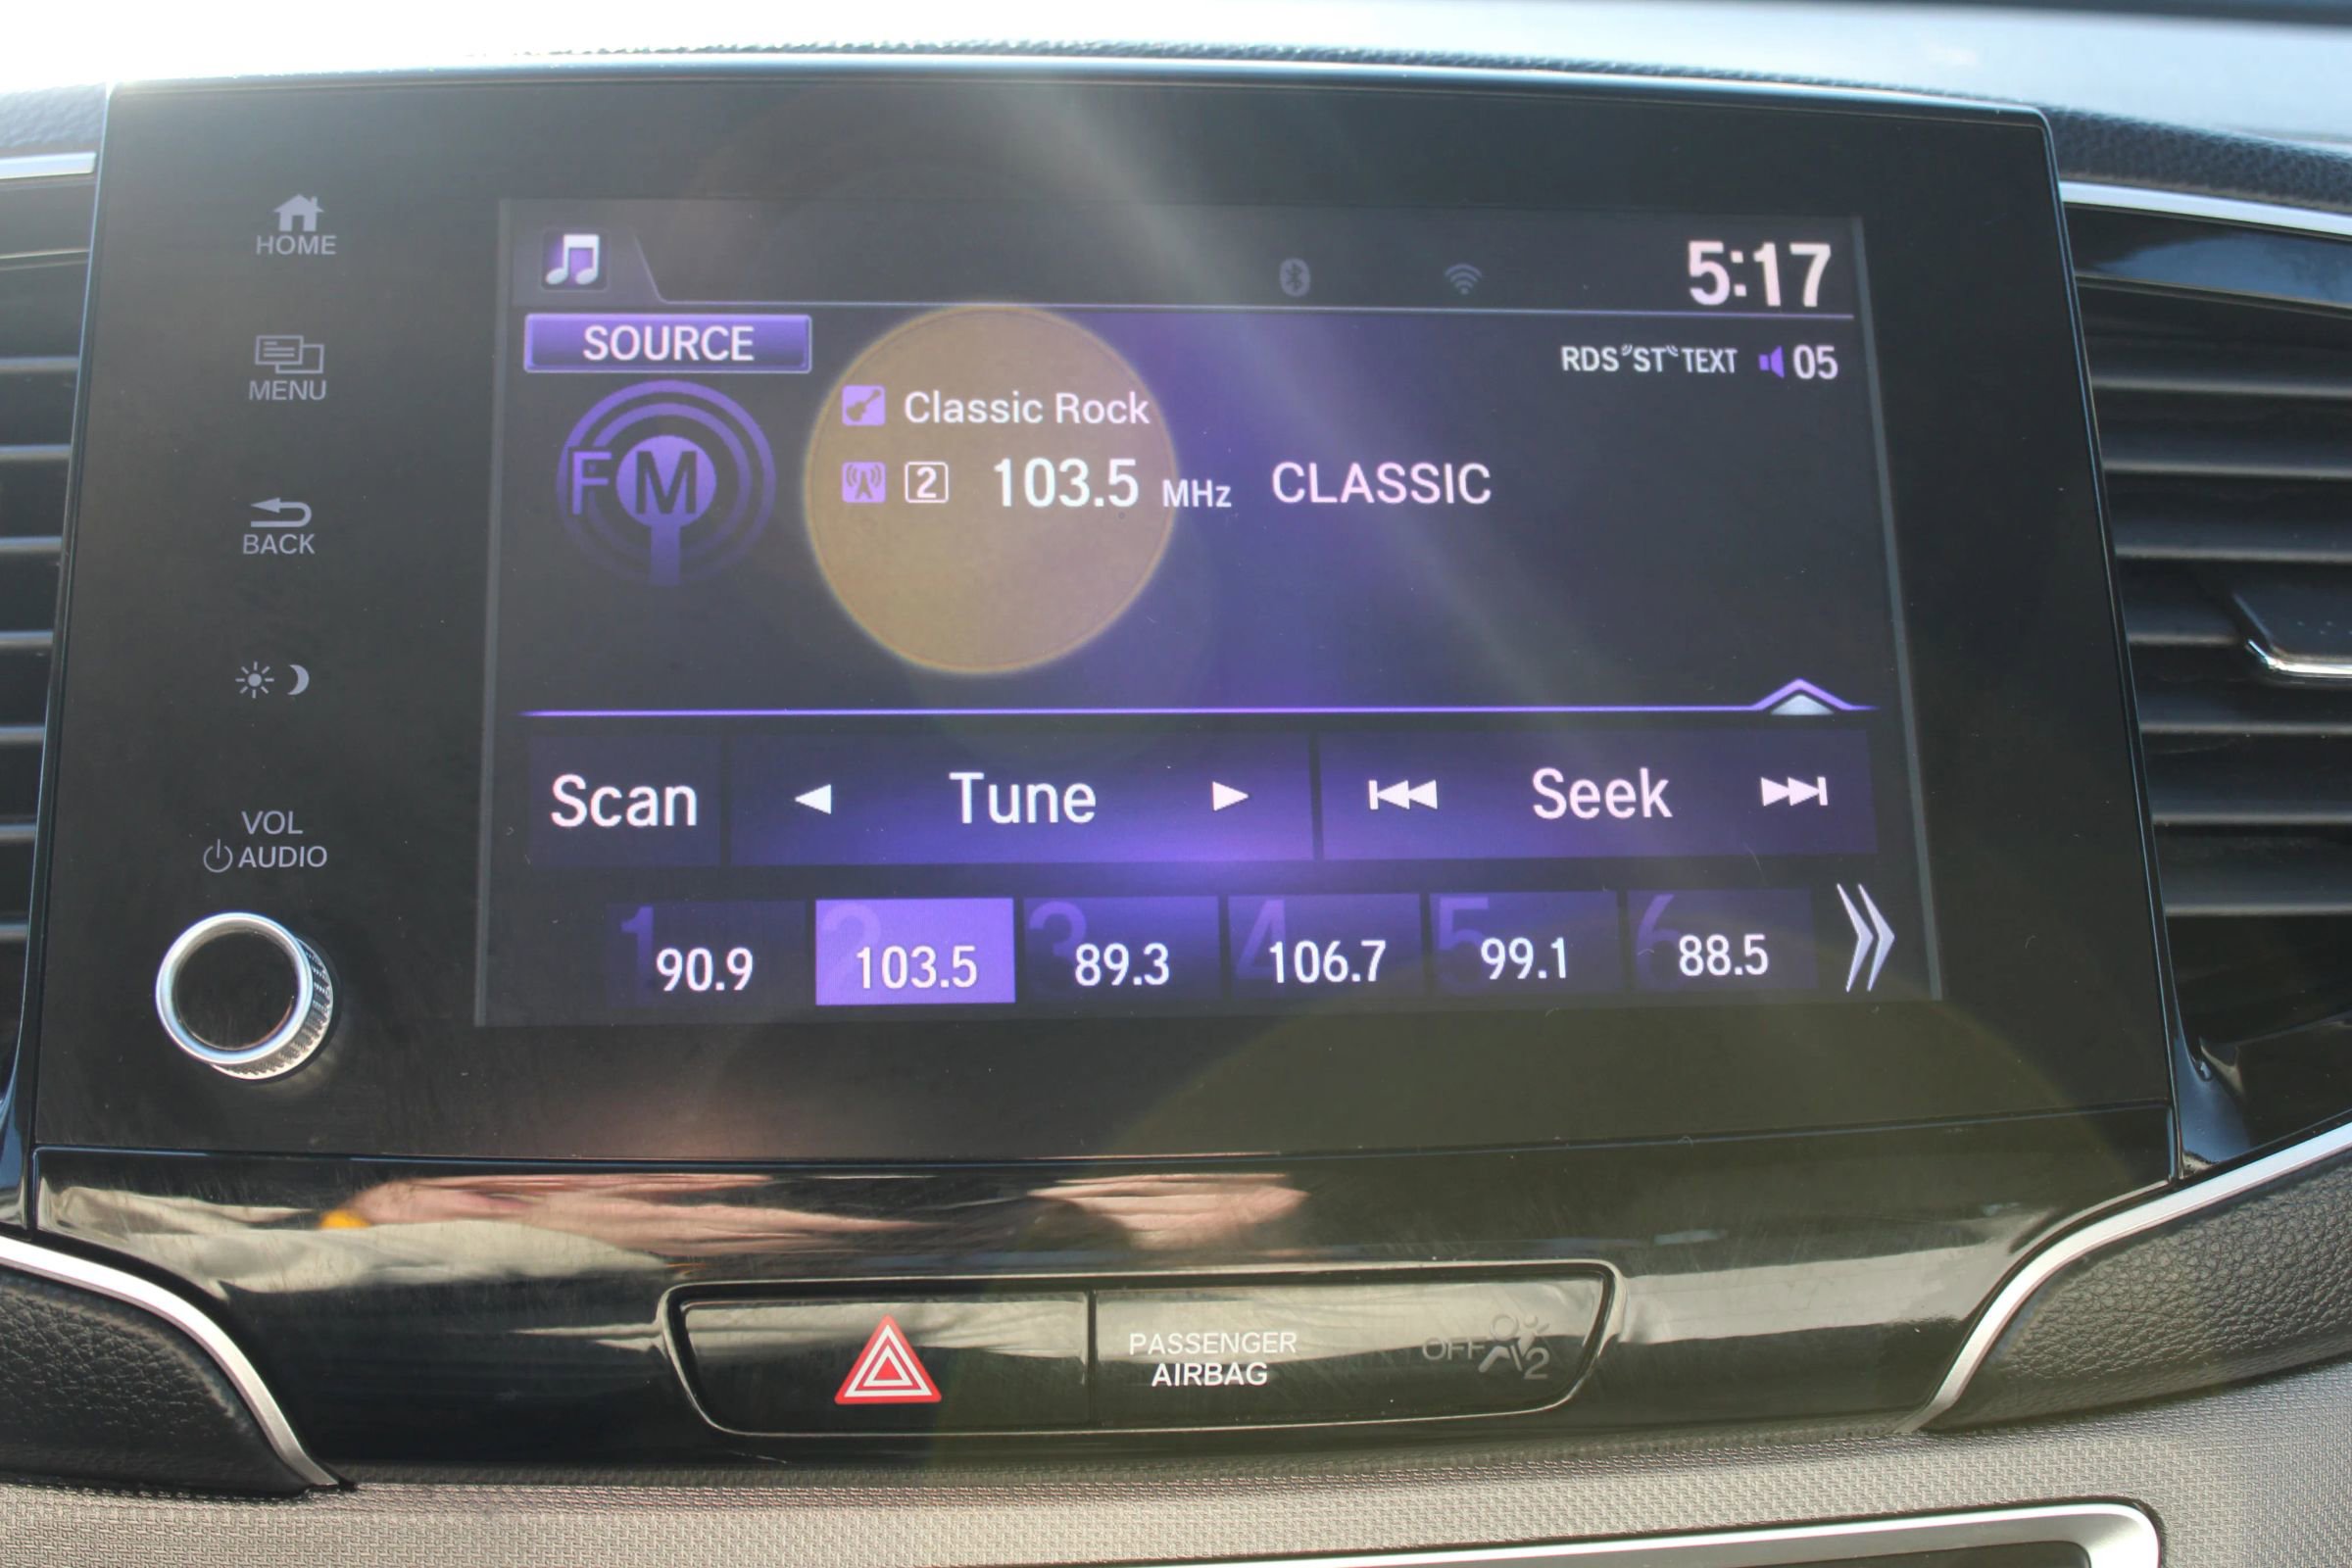 HOME
MENU
BACK
VOL
AUDIO
5:17
SOURCE
RDS "ST" TEXT 05
FM
Classic Rock
2 103.5 MHz CLASSIC
Scan Tune Seek
1 90.9 2 103.5 3 89.3 4 106.7 5 99.1 6 88.5
PASSENGER
AIRBAG
OFF 2